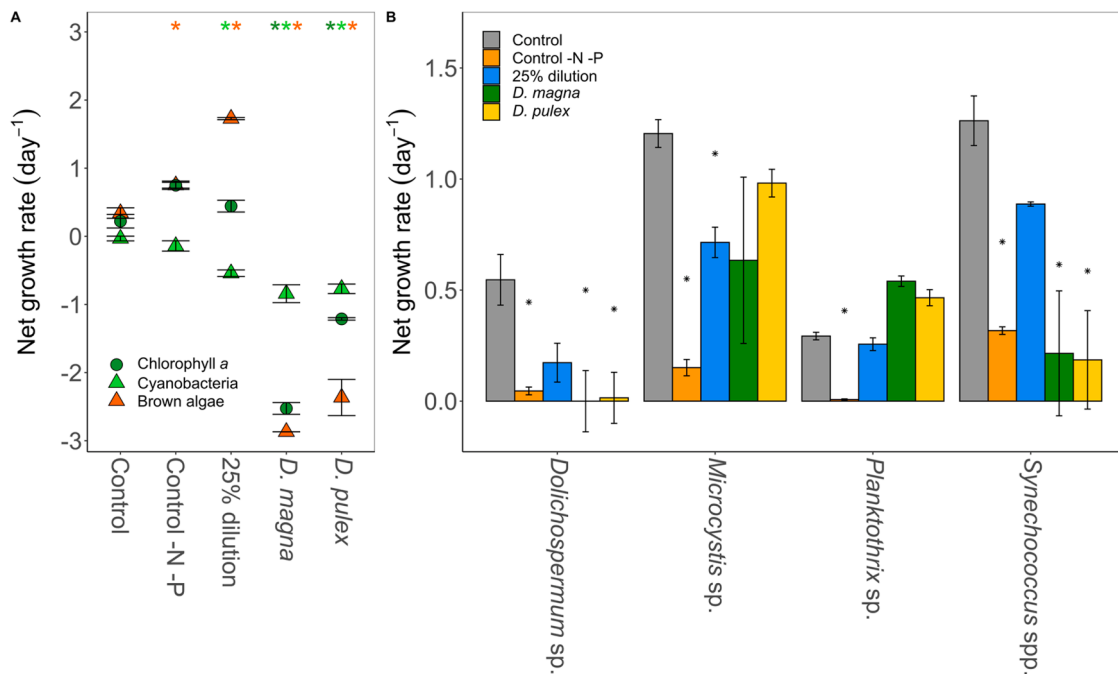 A
B
Net growth rate (day⁻¹)
3
2
1
0
-1
-2
-3
* ** *** ***
Chlorophyll a
Cyanobacteria
Brown algae
Control
Control -N -P
25% dilution
D. magna
D. pulex
Net growth rate (day⁻¹)
1.5
1.0
0.5
0.0
Control
Control -N -P
25% dilution
D. magna
D. pulex
* * * * * * * * * *
Dolichospermum sp.
Microcystis sp.
Planktothrix sp.
Synechococcus spp.